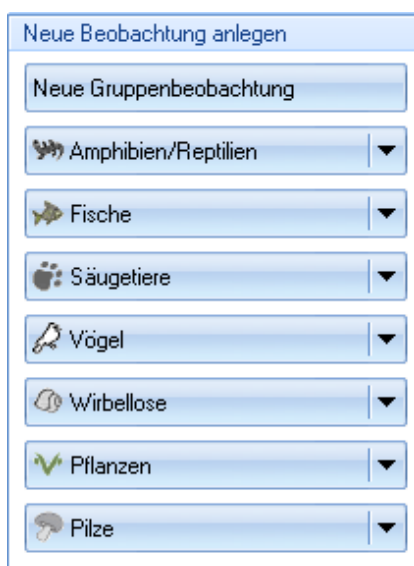 Neue Beobachtung anlegen
Neue Gruppenbeobachtung
Amphibien/Reptilien
Fische
Säugetiere
Vögel
Wirbellose
Pflanzen
Pilze